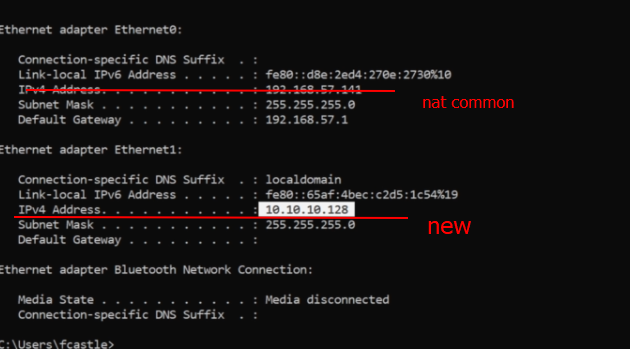 Ethernet adapter Ethernet0:
Connection-specific DNS Suffix . :
Link-local IPv6 Address . . . . . : fe80::d8e:2ed4:270e:2730%10
IPv4 Address. . . . . . . . . . . : 192.168.57.141
nat common
Subnet Mask . . . . . . . . . . . : 255.255.255.0
Default Gateway . . . . . . . . . : 192.168.57.1
Ethernet adapter Ethernet1:
Connection-specific DNS Suffix . : localdomain
Link-local IPv6 Address . . . . . : fe80::65af:4bec:c2d5:1c54%19
IPv4 Address. . . . . . . . . . . : 10.10.10.128
new
Subnet Mask . . . . . . . . . . . : 255.255.255.0
Default Gateway . . . . . . . . . :
Ethernet adapter Bluetooth Network Connection:
Media State . . . . . . . . . . . : Media disconnected
Connection-specific DNS Suffix . :
C:\Users\fcastle>